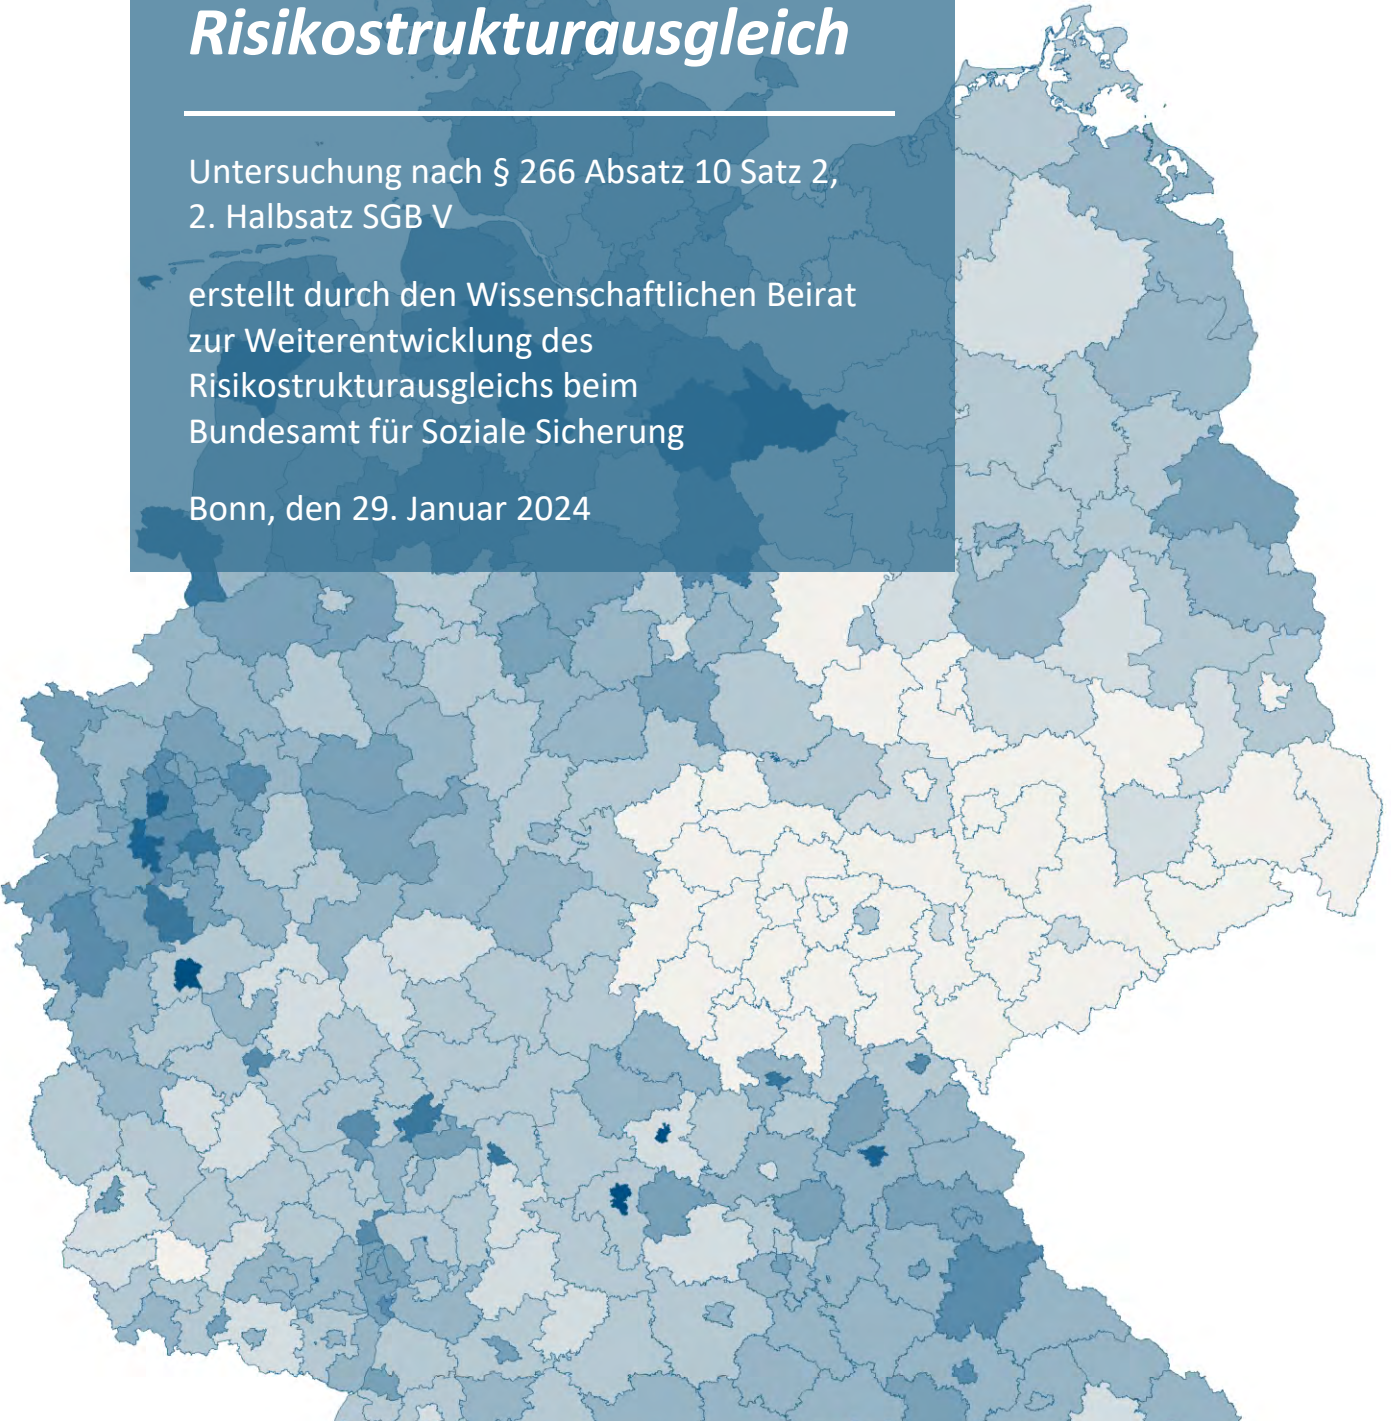 Risikostrukturausgleich
Untersuchung nach § 266 Absatz 10 Satz 2,
2. Halbsatz SGB V
erstellt durch den Wissenschaftlichen Beirat
zur Weiterentwicklung des
Risikostrukturausgleichs beim
Bundesamt für Soziale Sicherung
Bonn, den 29. Januar 2024